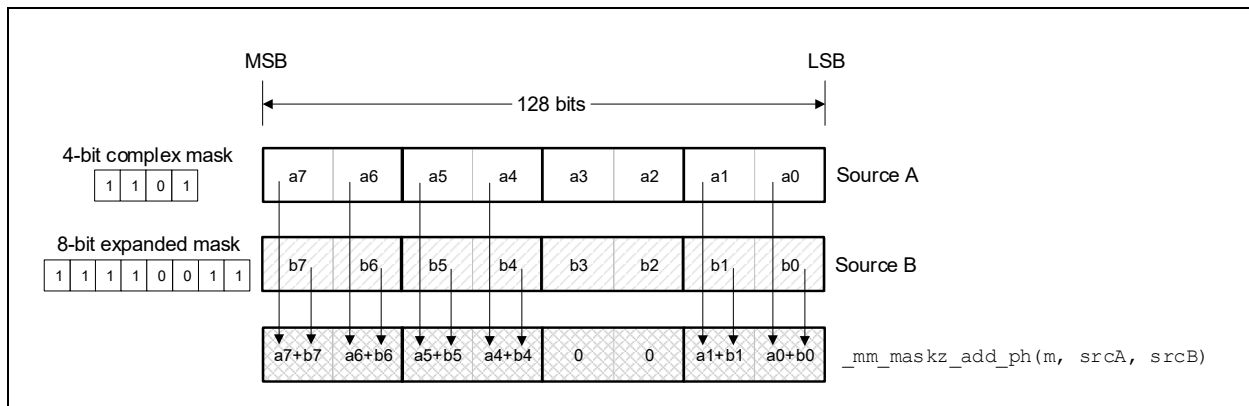 MSB LSB
128 bits
4-bit complex mask
1 1 0 1
a7 a6 a5 a4 a3 a2 a1 a0 Source A
8-bit expanded mask
1 1 1 1 0 0 1 1
b7 b6 b5 b4 b3 b2 b1 b0 Source B
a7+b7 a6+b6 a5+b5 a4+b4 0 0 a1+b1 a0+b0 _mm_maskz_add_ph(m, srcA, srcB)